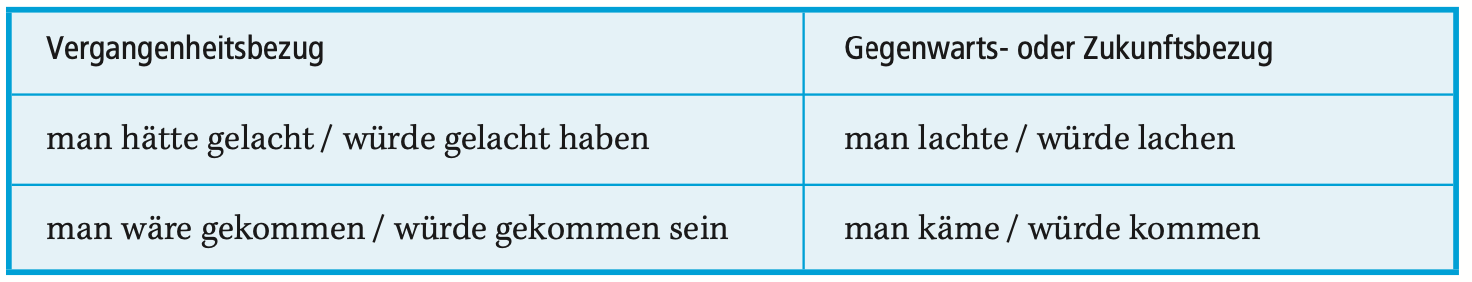 Vergangenheitsbezug Gegenwarts- oder Zukunftsbezug
man hätte gelacht / würde gelacht haben man lachte / würde lachen
man wäre gekommen / würde gekommen sein man käme / würde kommen